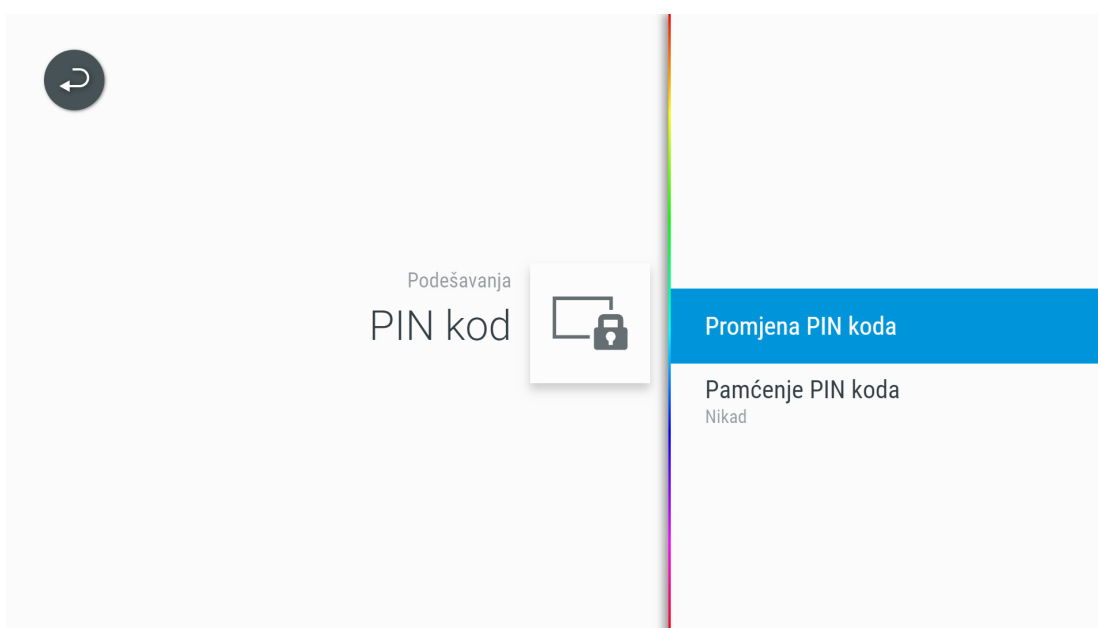 Podešavanja
PIN kod
Promjena PIN koda
Pamćenje PIN koda
Nikad